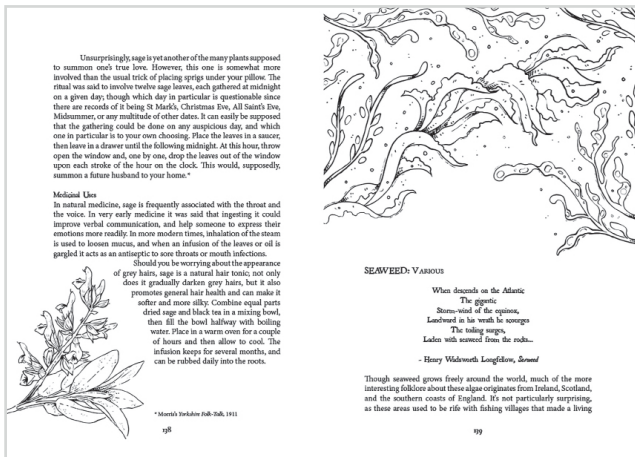 Unsurprisingly, sage is yet another of the many plants supposed
to summon one's true love. However, this one is somewhat more
involved than the usual trick of placing sprigs under your pillow. The
ritual was said to involve twelve sage leaves, each gathered at midnight
on a given day; though which day in particular is questionable since
there are records of it being St Mark's, Christmas Eve, All Saint's Eve,
Midsummer, or any multitude of other dates. It can easily be supposed
that the gathering could be done on any auspicious day, and which
one in particular is to your own choosing. Place the leaves in a saucer,
then leave in a drawer until the following midnight. At this hour, throw
open the window and, one by one, drop the leaves out of the window
upon each stroke of the hour on the clock. This would, supposedly,
summon a future husband to your home.*
Medicinal Uses
In natural medicine, sage is frequently associated with the throat and
the voice. In very early medicine it was said that ingesting it could
improve verbal communication, and help someone to express their
emotions more readily. In more modern times, inhalation of the steam
is used to loosen mucus, and when an infusion of the leaves or oil is
gargled it acts as an antiseptic to sore throats or mouth infections.
Should you be worrying about the appearance
of grey hairs, sage is a natural hair tonic; not only
does it gradually darken grey hairs, but it also
promotes general hair health and can make it
softer and more silky. Combine equal parts
dried sage and black tea in a mixing bowl,
then fill the bowl halfway with boiling
water. Place in a warm oven for a couple
of hours and then allow to cool. The
infusion keeps for several months, and
can be rubbed daily into the roots.
* Morris's Yorkshire Folk-Talk, 1911
138
SEAWEED: Various
When descends on the Atlantic
The gigantic
Storm-wind of the equinox,
Landward in his wrath he scourges
The toiling surges,
Laden with seaweed from the rocks...
- Henry Wadsworth Longfellow, Seaweed
Though seaweed grows freely around the world, much of the more
interesting folklore about these algae originates from Ireland, Scotland,
and the southern coasts of England. It's not particularly surprising,
as these areas used to be rife with fishing villages that made a living
139